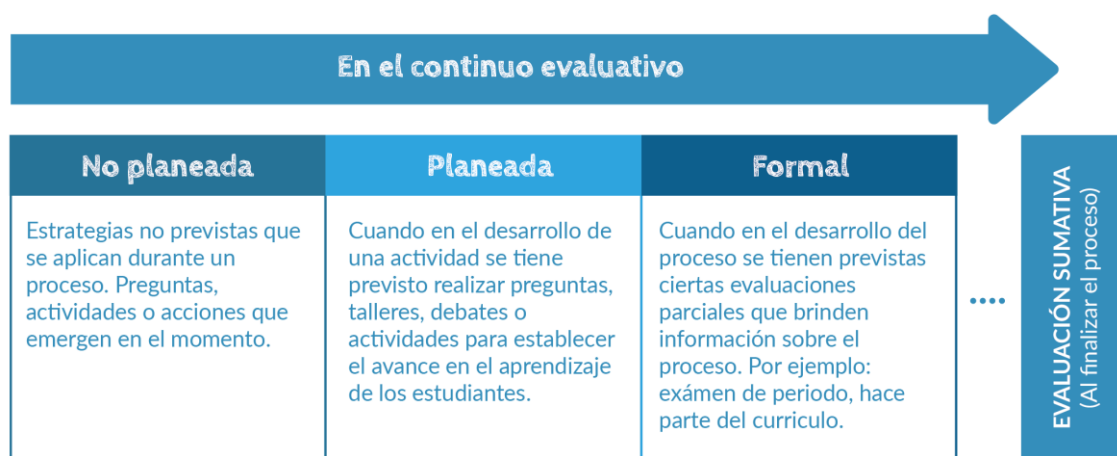 En el continuo evaluativo
No planeada
Estrategias no previstas que
se aplican durante un
proceso. Preguntas,
actividades o acciones que
emergen en el momento.
Planeada
Cuando en el desarrollo de
una actividad se tiene
previsto realizar preguntas,
talleres, debates o
actividades para establecer
el avance en el aprendizaje
de los estudiantes.
Formal
Cuando en el desarrollo del
proceso se tienen previstas
ciertas evaluaciones
parciales que brinden
información sobre el
proceso. Por ejemplo:
exámen de periodo, hace
parte del curriculo.
....
EVALUACIÓN SUMATIVA
(Al finalizar el proceso)